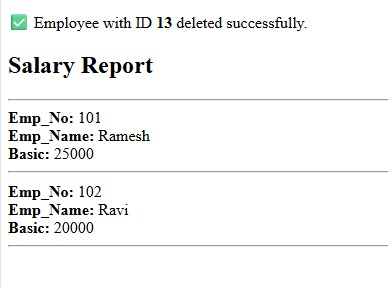 ✅ Employee with ID 13 deleted successfully.
Salary Report
Emp_No: 101
Emp_Name: Ramesh
Basic: 25000
Emp_No: 102
Emp_Name: Ravi
Basic: 20000